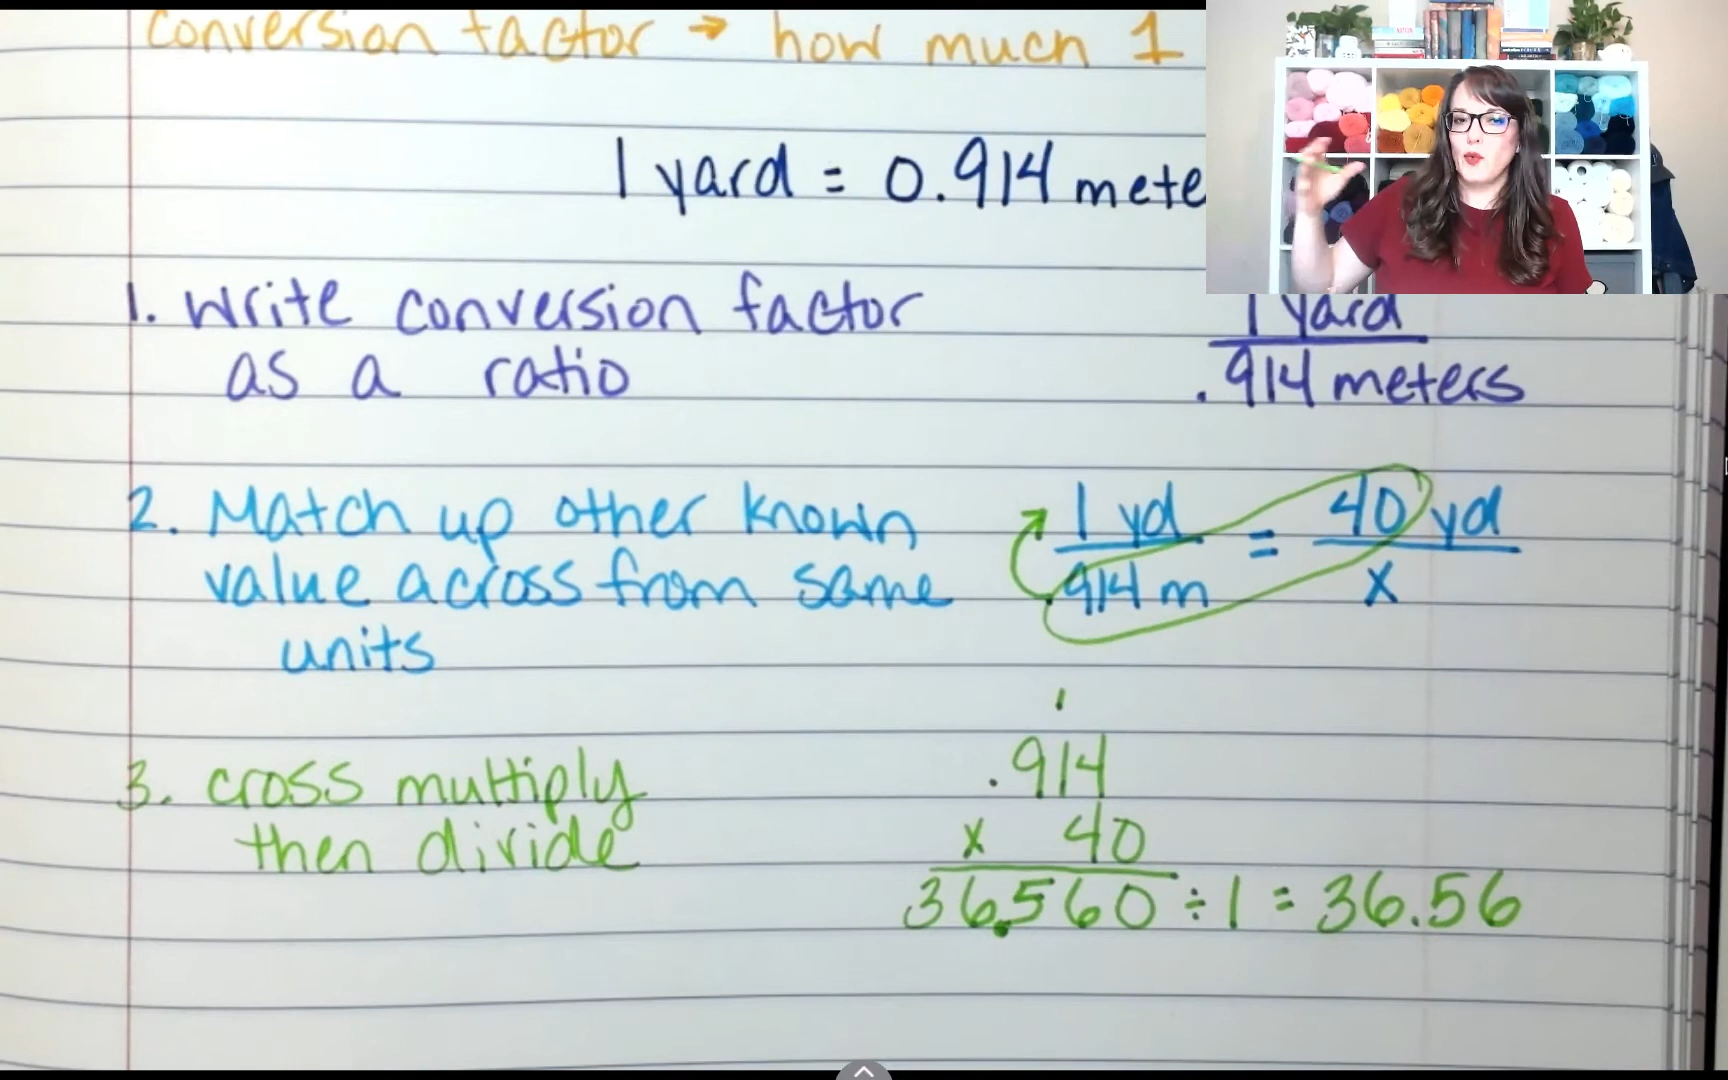 conversion factor → how much 1
1 yard = 0.914 mete
1. Write conversion factor
as a ratio
1 yard
.914 meters
2. Match up other known
value across from same
units
1 yd = 40 yd
.914 m x
3. cross multiply
then divide
1
.914
x 40
36.560 ÷ 1 = 36.56